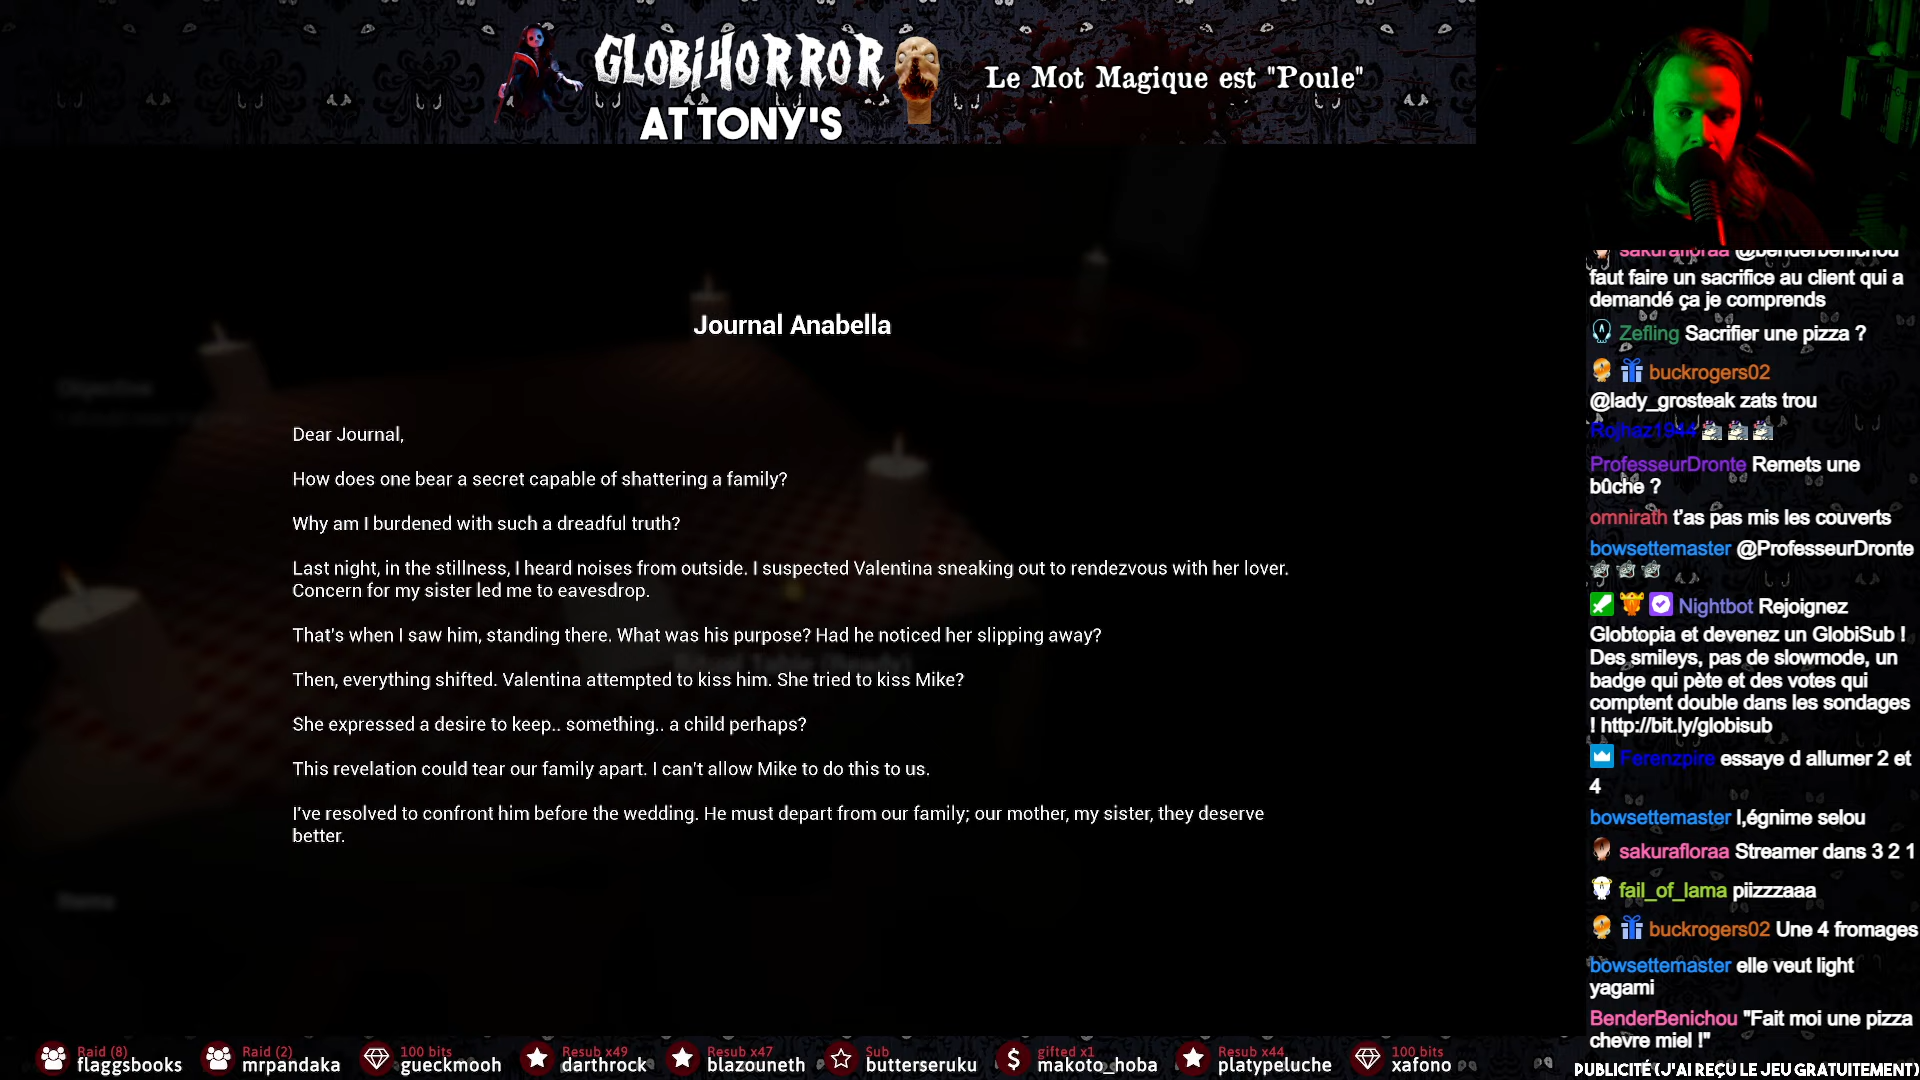 GLOBIHORROR
AT TONY'S
Le Mot Magique est "Poule"
Journal Anabella
Objective
Dear Journal,
How does one bear a secret capable of shattering a family?
Why am I burdened with such a dreadful truth?
Last night, in the stillness, I heard noises from outside. I suspected Valentina sneaking out to rendezvous with her lover.
Concern for my sister led me to eavesdrop.
That's when I saw him, standing there. What was his purpose? Had he noticed her slipping away?
Then, everything shifted. Valentina attempted to kiss him. She tried to kiss Mike?
She expressed a desire to keep.. something.. a child perhaps?
This revelation could tear our family apart. I can't allow Mike to do this to us.
I've resolved to confront him before the wedding. He must depart from our family; our mother, my sister, they deserve
better.
Items
sakurafloraa @benderbenichou
faut faire un sacrifice au client qui a
demandé ça je comprends
Zefling Sacrifier une pizza ?
buckrogers02
@lady_grosteak zats trou
Rojhaz1944
ProfesseurDronte Remets une
bûche ?
omnirath t'as pas mis les couverts
bowsettemaster @ProfesseurDronte
Nightbot Rejoignez
Globtopia et devenez un GlobiSub !
Des smileys, pas de slowmode, un
badge qui pète et des votes qui
comptent double dans les sondages
! http://bit.ly/globisub
Ferenzpire essaye d allumer 2 et
4
bowsettemaster l,égnime selou
sakurafloraa Streamer dans 3 2 1
fail_of_lama piizzzaaa
buckrogers02 Une 4 fromages
bowsettemaster elle veut light
yagami
BenderBenichou "Fait moi une pizza
chevre miel !"
Raid (8)
flaggsbooks
Raid (2)
mrpandaka
100 bits
gueckmooh
Resub x49
darthrock
Resub x47
blazouneth
Sub
butterseruku
gifted x1
makoto_hoba
Resub x44
platypeluche
100 bits
xafono
PUBLICITÉ (J'AI REÇU LE JEU GRATUITEMENT)